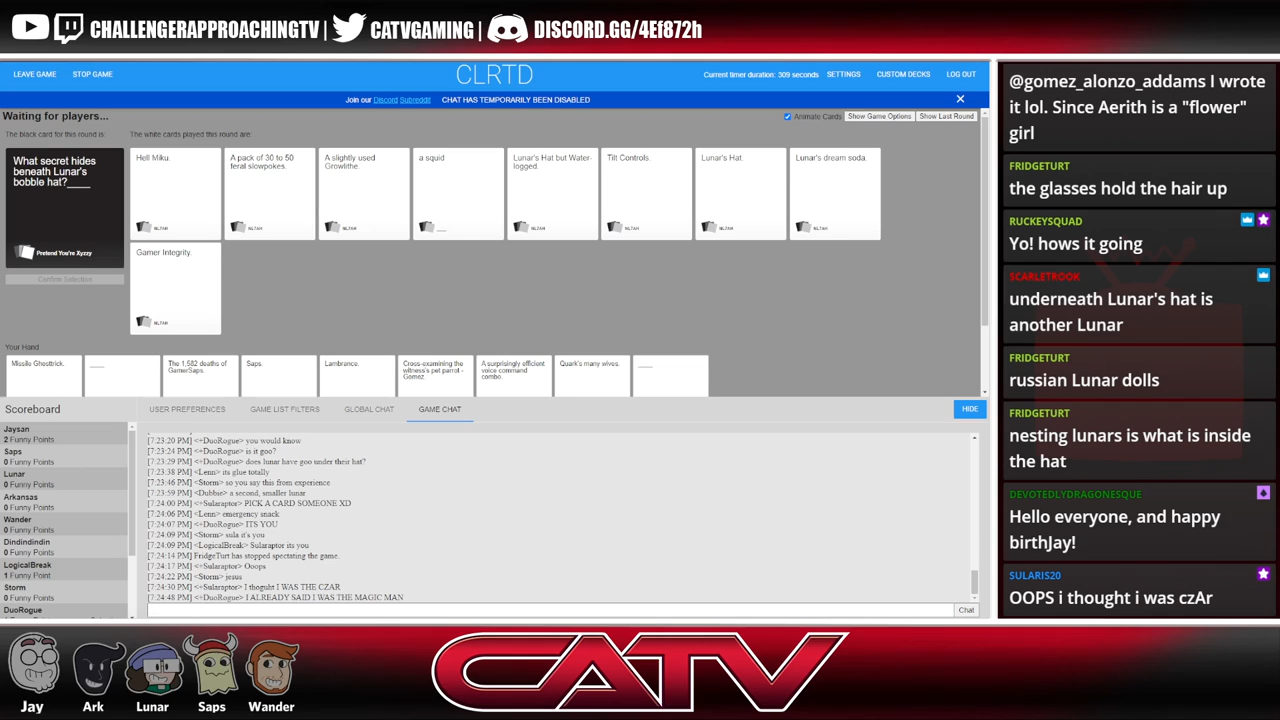 CHALLENGERAPPROACHINGTV | CATVGAMING | DISCORD.GG/4Ef872h
LEAVE GAME STOP GAME CLRTD Current timer duration: 309 seconds SETTINGS CUSTOM DECKS LOG OUT
Join our Discord Subreddit CHAT HAS TEMPORARILY BEEN DISABLED
Waiting for players...
Animate Cards Show Game Options Show Last Round
The black card for this round is:
The white cards played this round are:
What secret hides
beneath Lunar's
bobble hat?____
Pretend You're Xyzzy
Confirm Selection
Hell Miku.
NL7AH
A pack of 30 to 50
feral slowpokes.
NL7AH
A slightly used
Growlithe.
NL7AH
a squid
____
Lunar's Hat but Water-
logged.
NL7AH
Tilt Controls.
NL7AH
Lunar's Hat.
NL7AH
Lunar's dream soda.
NL7AH
Gamer Integrity.
NL7AH
Your Hand
Missile Ghosttrick.
____
The 1,582 deaths of
GamerSaps.
Saps.
Lambrance.
Cross-examining the
witness's pet parrot -
Gomez.
A surprisingly efficient
voice command
combo.
Quark's many wives.
____
Scoreboard
USER PREFERENCES GAME LIST FILTERS GLOBAL CHAT GAME CHAT HIDE
Jaysan
2 Funny Points
Saps
0 Funny Points
Lunar
0 Funny Points
Arkansas
0 Funny Points
Wander
0 Funny Points
Dindindindin
0 Funny Points
LogicalBreak
1 Funny Point
Storm
0 Funny Points
DuoRogue
[7:23:20 PM] <+DuoRogue> you would know
[7:23:24 PM] <+DuoRogue> is it goo?
[7:23:29 PM] <+DuoRogue> does lunar have goo under their hat?
[7:23:38 PM] <Lenn> its glue totally
[7:23:46 PM] <Storm> so you say this from experience
[7:23:59 PM] <Dubbie> a second, smaller lunar
[7:24:00 PM] <+Sularaptor> PICK A CARD SOMEONE XD
[7:24:06 PM] <Lenn> emergency snack
[7:24:07 PM] <+DuoRogue> ITS YOU
[7:24:09 PM] <Storm> sula it's you
[7:24:09 PM] <LogicalBreak> Sularaptor its you
[7:24:14 PM] FridgeTurt has stopped spectating the game.
[7:24:17 PM] <+Sularaptor> Ooops
[7:24:22 PM] <Storm> jesus
[7:24:30 PM] <+Sularaptor> I thoguht I WAS THE CZAR
[7:24:48 PM] <+DuoRogue> I ALREADY SAID I WAS THE MAGIC MAN
Chat
@gomez_alonzo_addams I wrote
it lol. Since Aerith is a "flower"
girl
FRIDGETURT
the glasses hold the hair up
RUCKEYSQUAD
Yo! hows it going
SCARLETROOK
underneath Lunar's hat is
another Lunar
FRIDGETURT
russian Lunar dolls
FRIDGETURT
nesting lunars is what is inside
the hat
DEVOTEDLYDRAGONESQUE
Hello everyone, and happy
birthJay!
SULARIS20
OOPS i thought i was czAr
Jay Ark Lunar Saps Wander
CATV